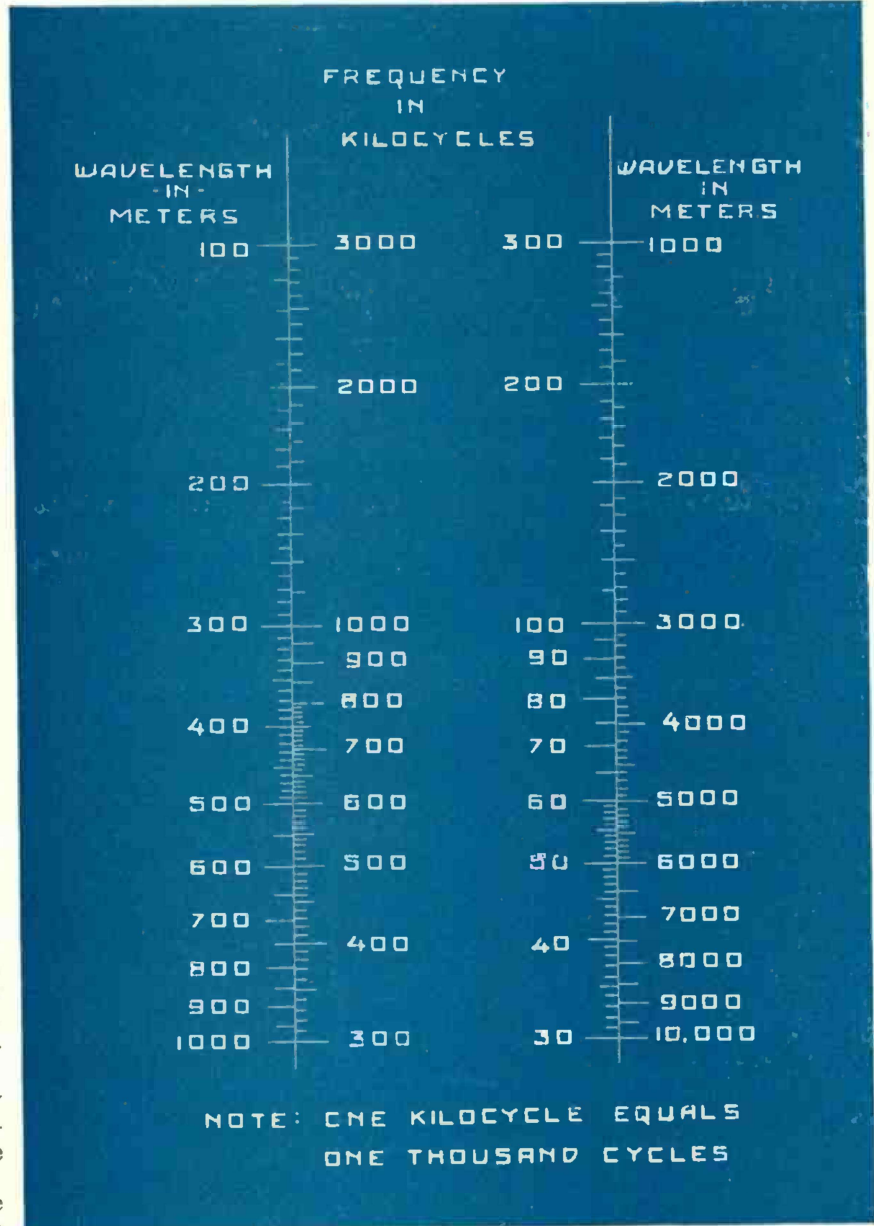 FREQUENCY
IN
KILOCYCLES
WAVELENGTH
-IN-
METERS
WAVELENGTH
IN
METERS
100 3000 300 1000
2000 200
200 2000
300 1000 100 3000
900 90
800 80
400 4000
700 70
500 600 60 5000
600 500 50 6000
700 7000
400 40
800 8000
900 9000
1000 300 30 10,000
NOTE: CNE KILOCYCLE EQUALS
ONE THOUSAND CYCLES